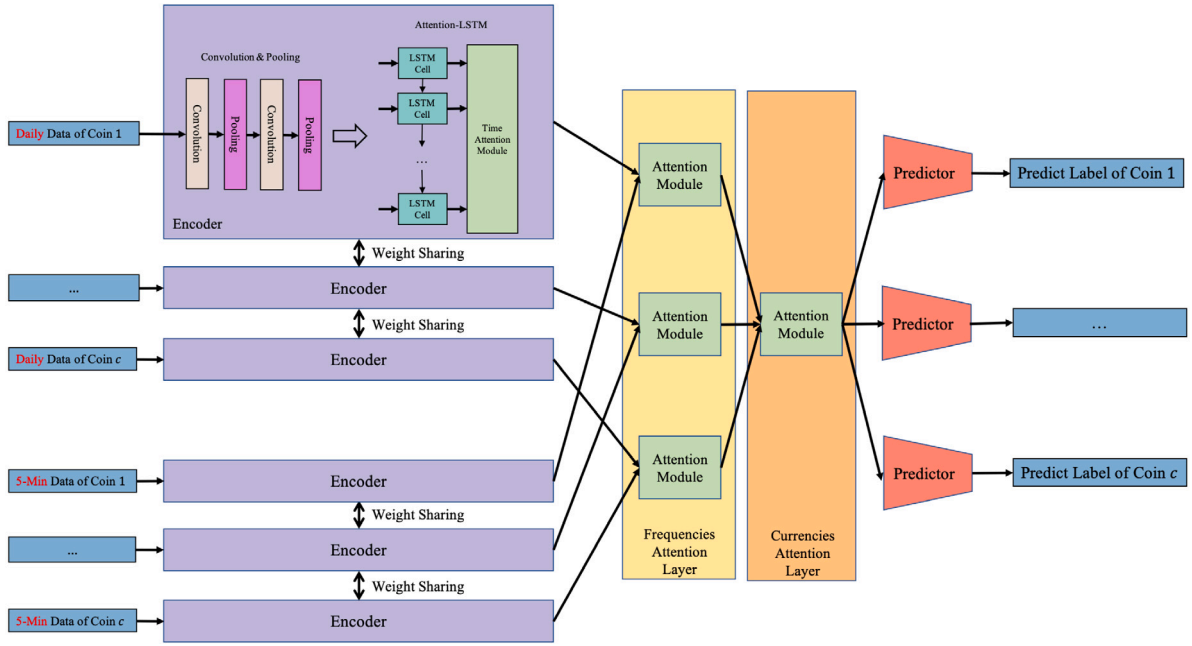 Attention-LSTM
Convolution & Pooling
Convolution
Pooling
Convolution
Pooling
LSTM
Cell
LSTM
Cell
...
LSTM
Cell
Time
Attention
Module
Encoder
Daily Data of Coin 1
Weight Sharing
...
Encoder
Weight Sharing
Daily Data of Coin c
Encoder
5-Min Data of Coin 1
Encoder
Weight Sharing
...
Encoder
Weight Sharing
5-Min Data of Coin c
Encoder
Attention
Module
Attention
Module
Attention
Module
Frequencies
Attention
Layer
Attention
Module
Currencies
Attention
Layer
Predictor
Predict Label of Coin 1
Predictor
...
Predictor
Predict Label of Coin c